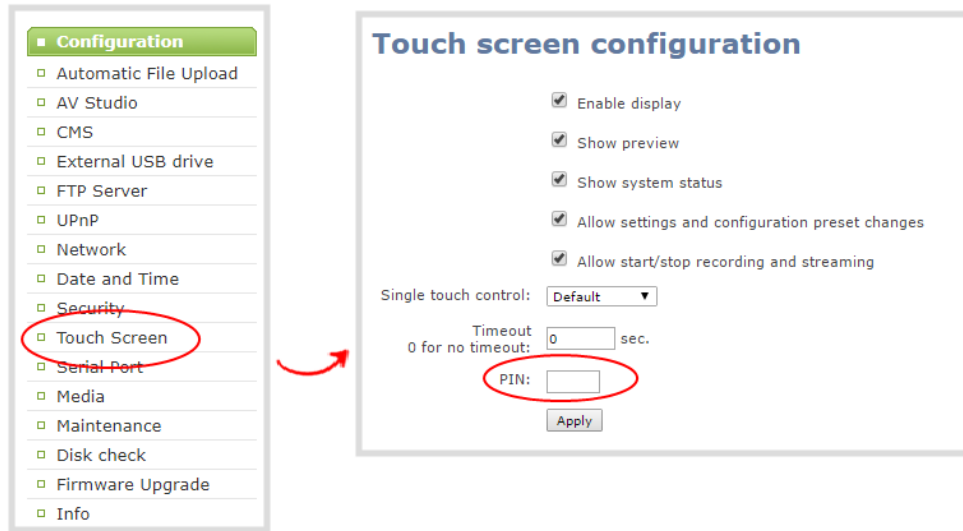 Configuration
Automatic File Upload
AV Studio
CMS
External USB drive
FTP Server
UPnP
Network
Date and Time
Security
Touch Screen
Serial Port
Media
Maintenance
Disk check
Firmware Upgrade
Info
Touch screen configuration
Enable display
Show preview
Show system status
Allow settings and configuration preset changes
Allow start/stop recording and streaming
Single touch control: Default
Timeout
0 for no timeout: 0 sec.
PIN:
Apply